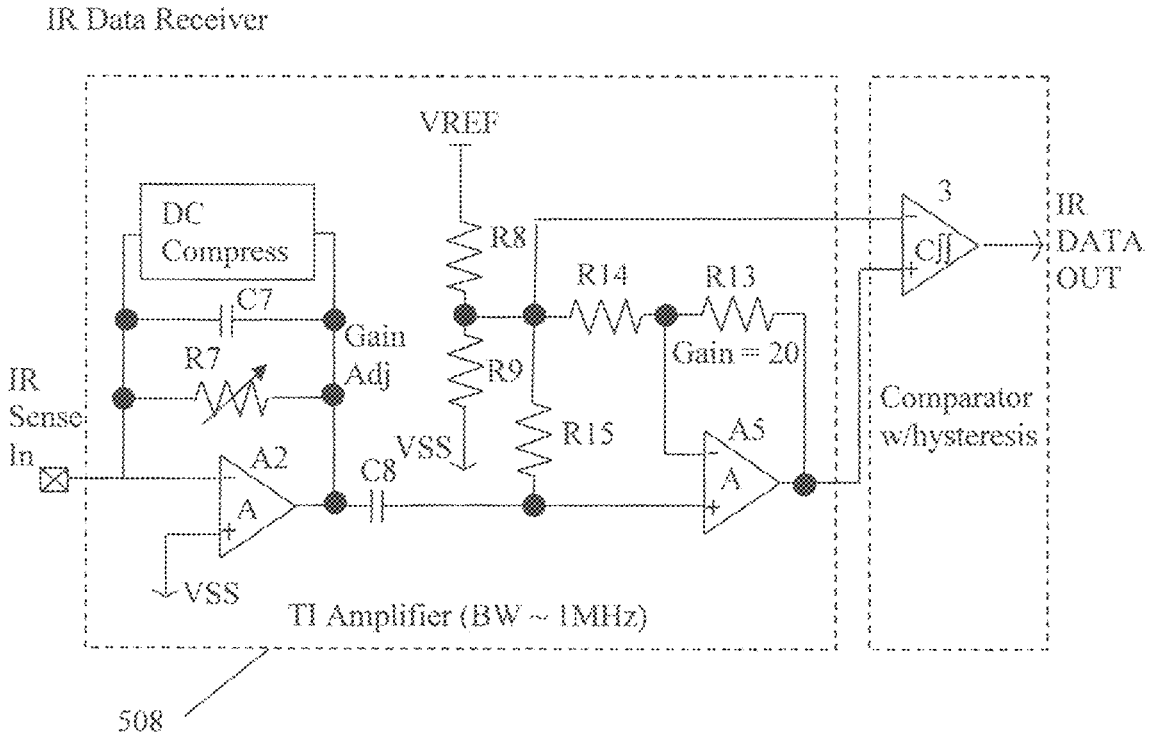 IR Data Receiver
VREF
DC
Compress
C7
Gain
Adj
R7
IR
Sense
In
A2
A
VSS
C8
R8
R9
VSS
R14
R13
Gain = 20
R15
A5
A
TI Amplifier (BW ~ 1MHz)
508
3
IR
DATA
OUT
Comparator
w/hysteresis